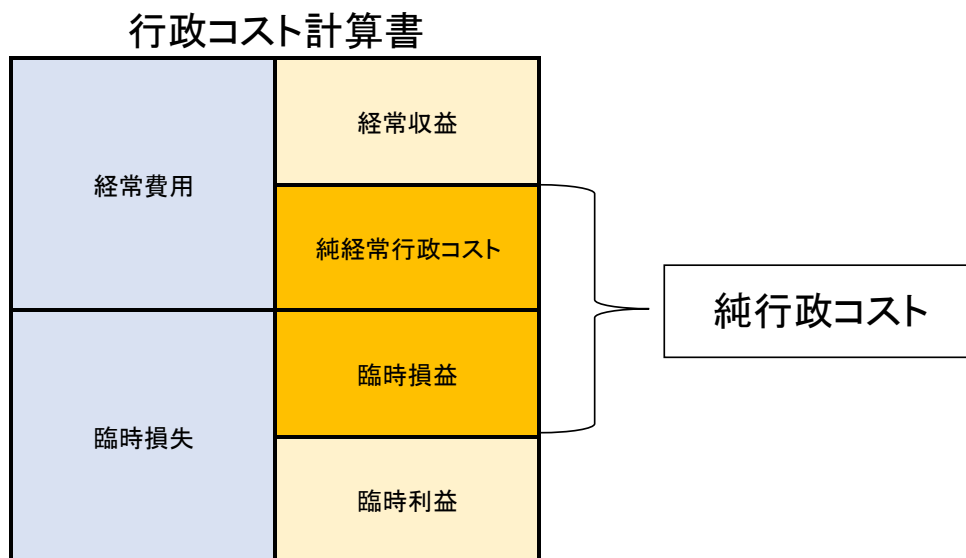 行政コスト計算書
経常費用
経常収益
純経常行政コスト
純行政コスト
臨時損失
臨時損益
臨時利益